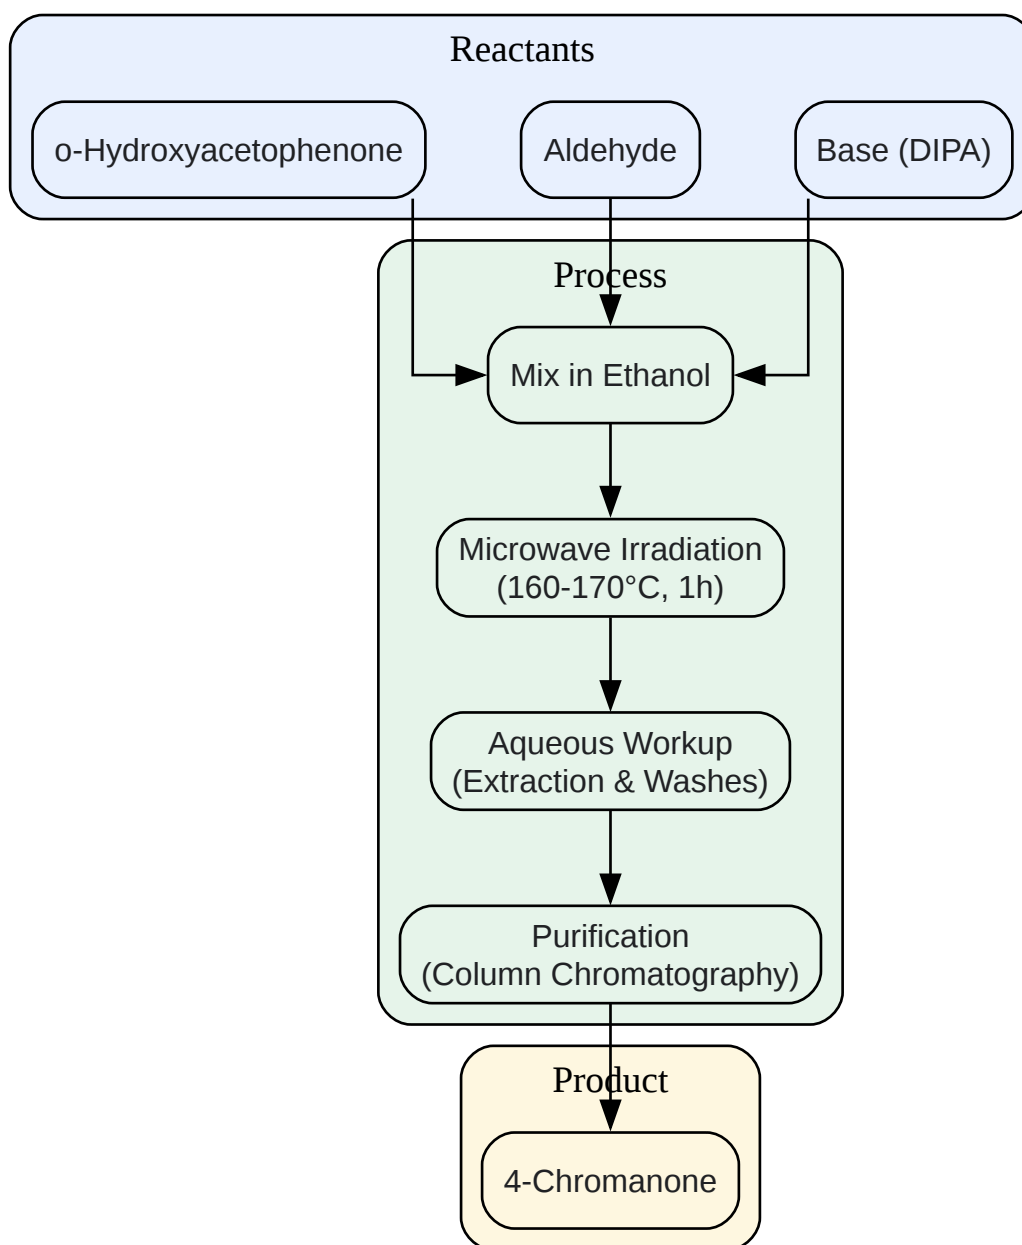 Reactants
o-Hydroxyacetophenone
Aldehyde
Base (DIPA)
Process
Mix in Ethanol
Microwave Irradiation
(160-170°C, 1h)
Aqueous Workup
(Extraction & Washes)
Purification
(Column Chromatography)
Product
4-Chromanone